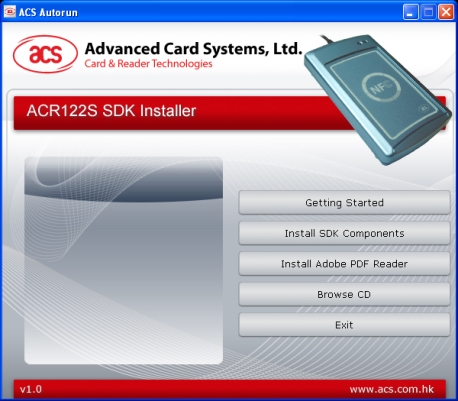 ACS Autorun
acs
Advanced Card Systems, Ltd.
Card & Reader Technologies
NFC
ACR122S SDK Installer
Getting Started
Install SDK Components
Install Adobe PDF Reader
Browse CD
Exit
v1.0
www.acs.com.hk